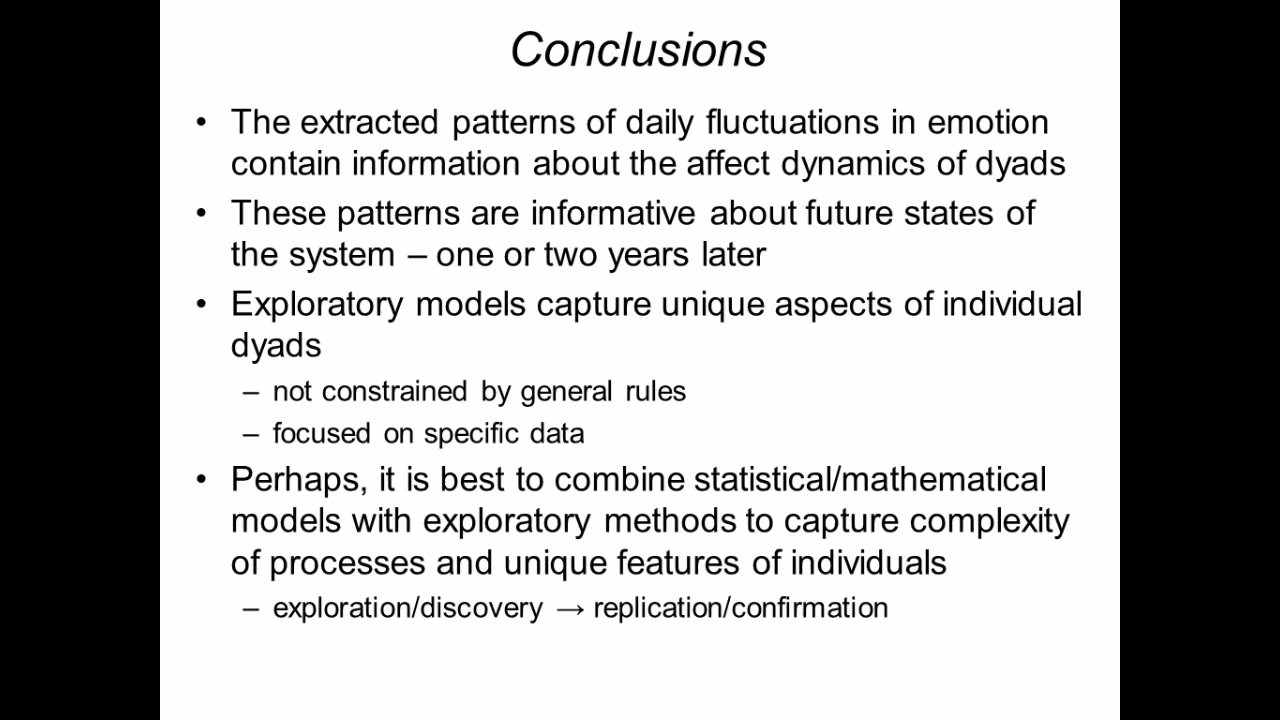 Conclusions
• The extracted patterns of daily fluctuations in emotion
contain information about the affect dynamics of dyads
• These patterns are informative about future states of
the system – one or two years later
• Exploratory models capture unique aspects of individual
dyads
– not constrained by general rules
– focused on specific data
• Perhaps, it is best to combine statistical/mathematical
models with exploratory methods to capture complexity
of processes and unique features of individuals
– exploration/discovery → replication/confirmation